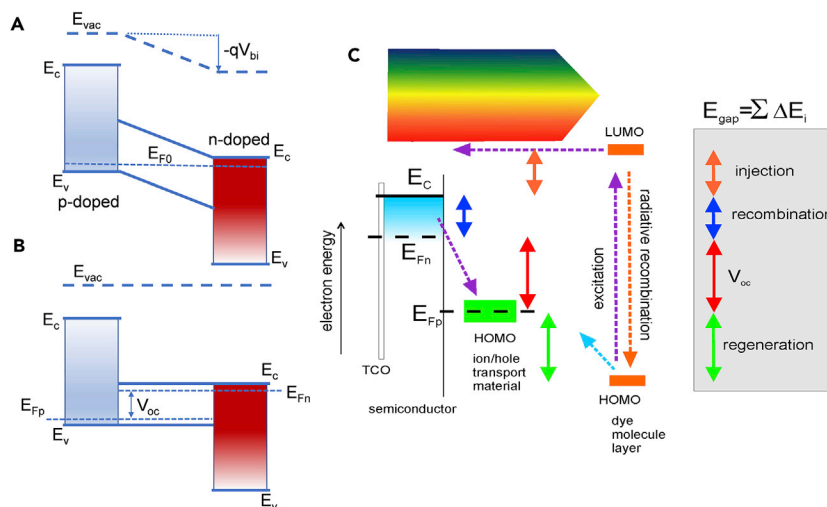 A
E_vac
-qV_bi
E_c
n-doped
E_F0
E_c
E_v
p-doped
E_v
B
E_vac
E_c
E_c
E_Fp
V_oc
E_Fn
E_v
E_v
C
LUMO
E_C
E_Fn
E_Fp
electron energy
TCO
semiconductor
HOMO
ion/hole
transport
material
excitation
radiative recombination
HOMO
dye
molecule
layer
E_gap=Σ ΔE_i
injection
recombination
V_oc
regeneration